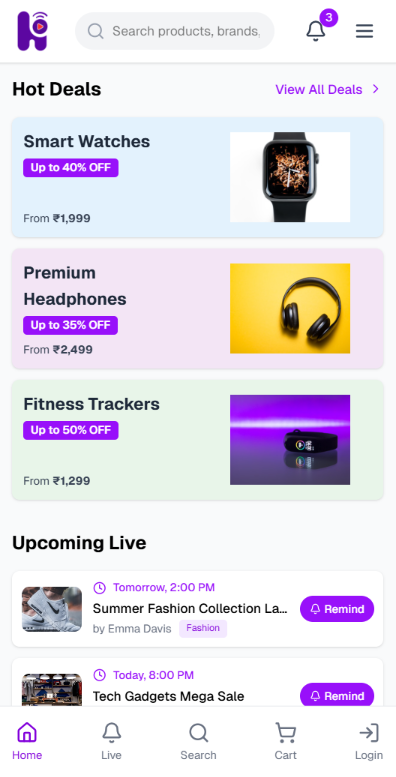 Search products, brands,
3
Hot Deals
View All Deals
Smart Watches
Up to 40% OFF
From ₹1,999
Premium
Headphones
Up to 35% OFF
From ₹2,499
Fitness Trackers
Up to 50% OFF
From ₹1,299
Upcoming Live
Tomorrow, 2:00 PM
Summer Fashion Collection La...
by Emma Davis Fashion
Remind
Today, 8:00 PM
Tech Gadgets Mega Sale
Remind
Home
Live
Search
Cart
Login